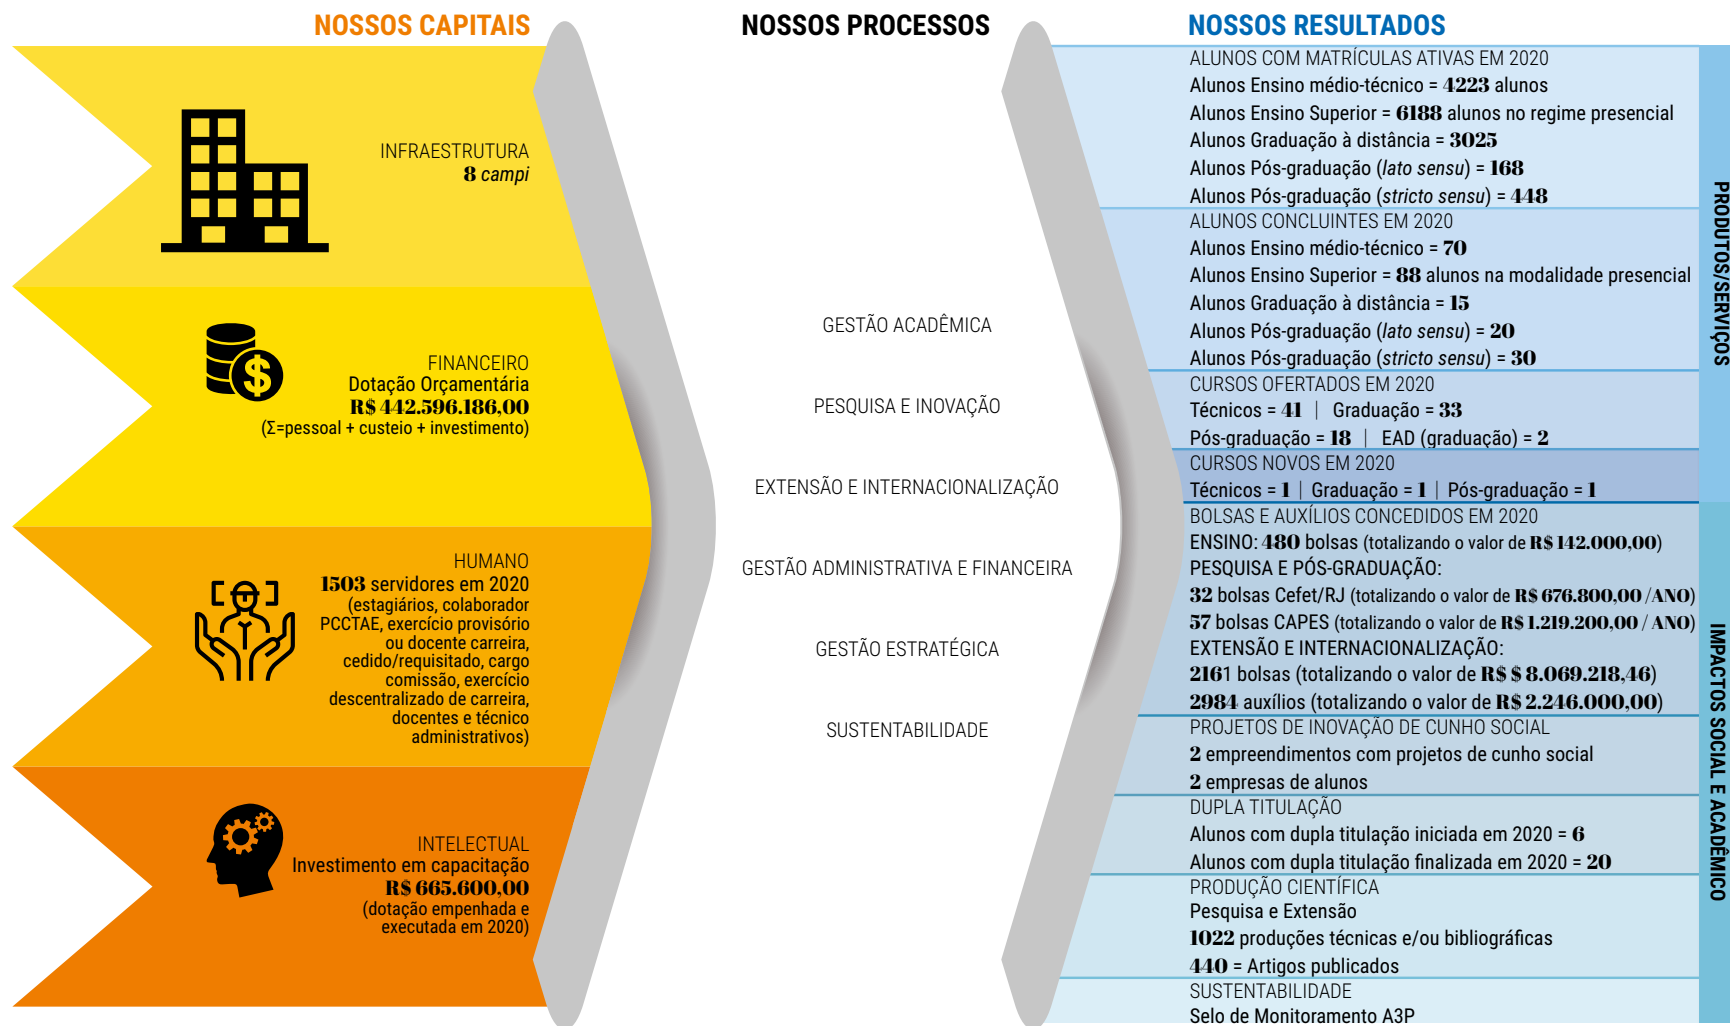 NOSSOS CAPITAIS
INFRAESTRUTURA
8 campi
FINANCEIRO
Dotação Orçamentária
R$ 442.596.186,00
(Σ=pessoal + custeio + investimento)
HUMANO
1503 servidores em 2020
(estagiários, colaborador
PCCTAE, exercício provisório
ou docente carreira,
cedido/requisitado, cargo
comissão, exercício
descentralizado de carreira,
docentes e técnico
administrativos)
INTELECTUAL
Investimento em capacitação
R$ 665.600,00
(dotação empenhada e
executada em 2020)
NOSSOS PROCESSOS
GESTÃO ACADÊMICA
PESQUISA E INOVAÇÃO
EXTENSÃO E INTERNACIONALIZAÇÃO
GESTÃO ADMINISTRATIVA E FINANCEIRA
GESTÃO ESTRATÉGICA
SUSTENTABILIDADE
NOSSOS RESULTADOS
ALUNOS COM MATRÍCULAS ATIVAS EM 2020
Alunos Ensino médio-técnico = 4223 alunos
Alunos Ensino Superior = 6188 alunos no regime presencial
Alunos Graduação à distância = 3025
Alunos Pós-graduação (lato sensu) = 168
Alunos Pós-graduação (stricto sensu) = 448
ALUNOS CONCLUINTES EM 2020
Alunos Ensino médio-técnico = 70
Alunos Ensino Superior = 88 alunos na modalidade presencial
Alunos Graduação à distância = 15
Alunos Pós-graduação (lato sensu) = 20
Alunos Pós-graduação (stricto sensu) = 30
CURSOS OFERTADOS EM 2020
Técnicos = 41 | Graduação = 33
Pós-graduação = 18 | EAD (graduação) = 2
CURSOS NOVOS EM 2020
Técnicos = 1 | Graduação = 1 | Pós-graduação = 1
PRODUTOS/SERVIÇOS
BOLSAS E AUXÍLIOS CONCEDIDOS EM 2020
ENSINO: 480 bolsas (totalizando o valor de R$ 142.000,00)
PESQUISA E PÓS-GRADUAÇÃO:
32 bolsas Cefet/RJ (totalizando o valor de R$ 676.800,00 /ANO)
57 bolsas CAPES (totalizando o valor de R$ 1.219.200,00 / ANO)
EXTENSÃO E INTERNACIONALIZAÇÃO:
2161 bolsas (totalizando o valor de R$ $ 8.069.218,46)
2984 auxílios (totalizando o valor de R$ 2.246.000,00)
PROJETOS DE INOVAÇÃO DE CUNHO SOCIAL
2 empreendimentos com projetos de cunho social
2 empresas de alunos
DUPLA TITULAÇÃO
Alunos com dupla titulação iniciada em 2020 = 6
Alunos com dupla titulação finalizada em 2020 = 20
PRODUÇÃO CIENTÍFICA
Pesquisa e Extensão
1022 produções técnicas e/ou bibliográficas
440 = Artigos publicados
SUSTENTABILIDADE
Selo de Monitoramento A3P
IMPACTOS SOCIAL E ACADÊMICO